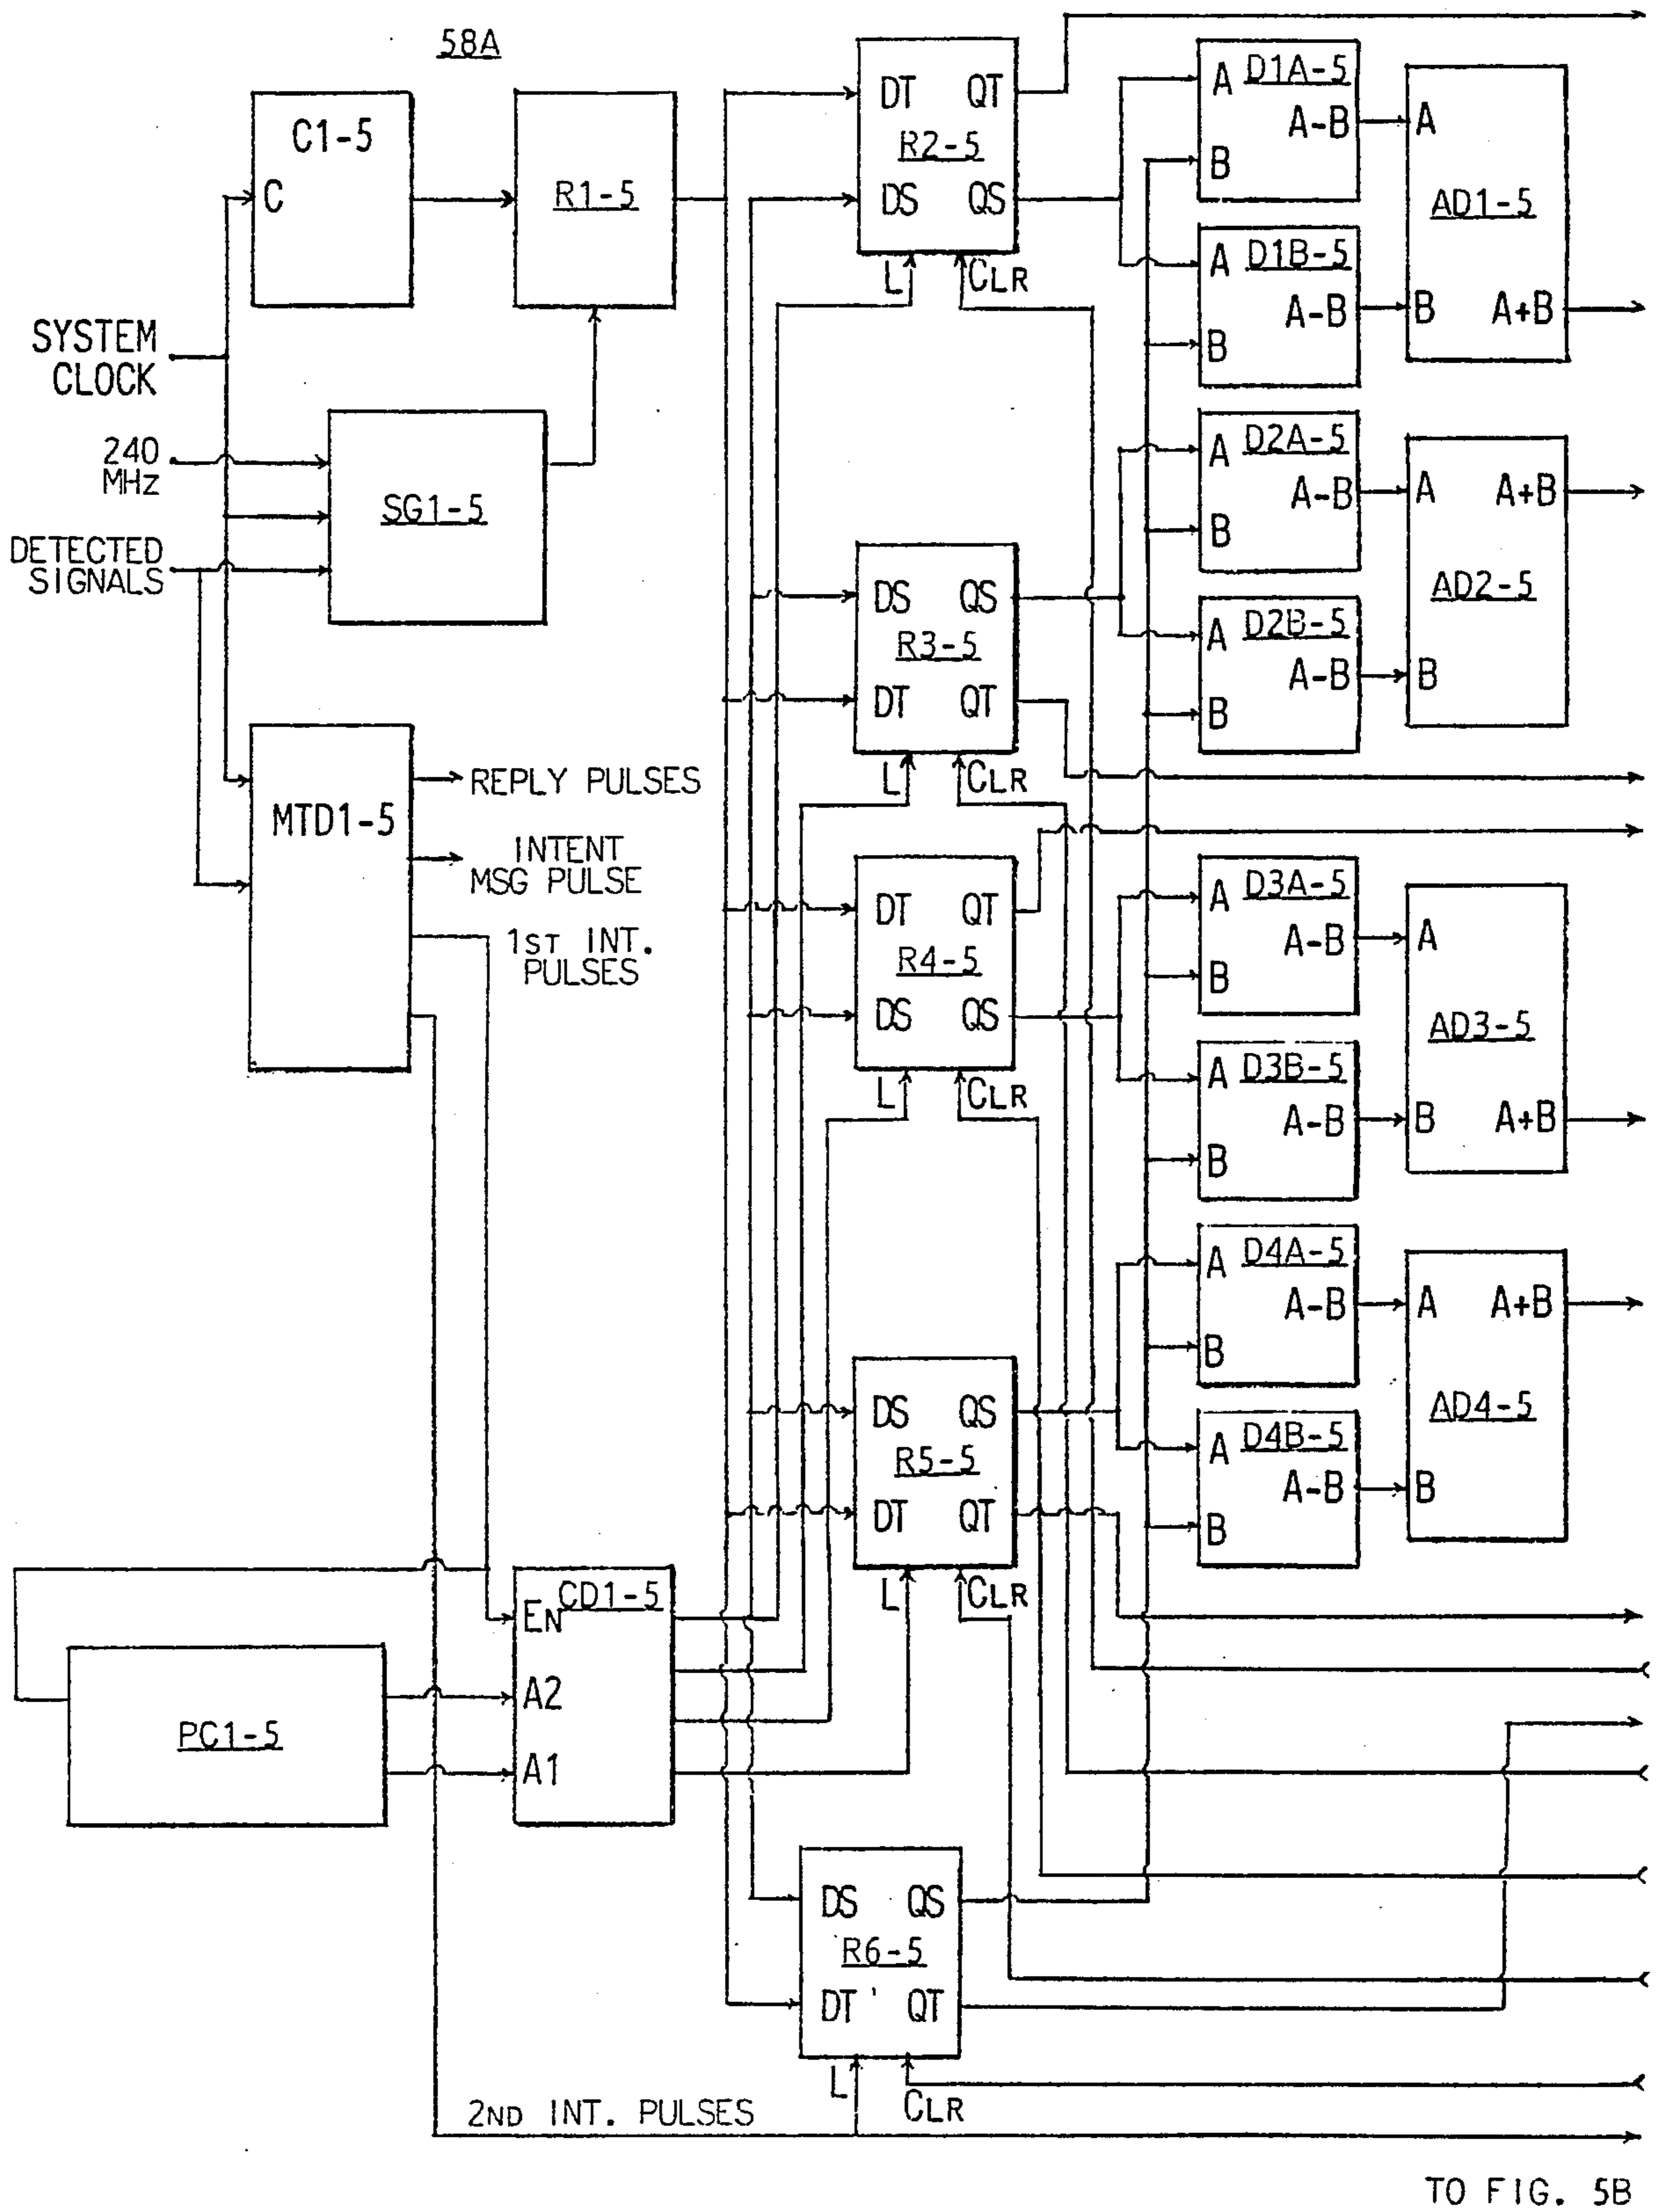 58A
C1-5
C
R1-5
SYSTEM
CLOCK
240
MHz
DETECTED
SIGNALS
SG1-5
MTD1-5
REPLY PULSES
INTENT
MSG PULSE
1ST INT.
PULSES
PC1-5
CD1-5
EN
A2
A1
2ND INT. PULSES
DT QT
R2-5
DS QS
L CLR
DS QS
R3-5
DT QT
L CLR
DT QT
R4-5
DS QS
L CLR
DS QS
R5-5
DT QT
L CLR
DS QS
R6-5
DT QT
L CLR
A D1A-5
A-B
B
A D1B-5
A-B
B
A
AD1-5
B A+B
A D2A-5
A-B
B
A D2B-5
A-B
B
A A+B
AD2-5
B
A D3A-5
A-B
B
A D3B-5
A-B
B
A
AD3-5
B A+B
A D4A-5
A-B
B
A D4B-5
A-B
B
A A+B
AD4-5
B
TO FIG. 5B